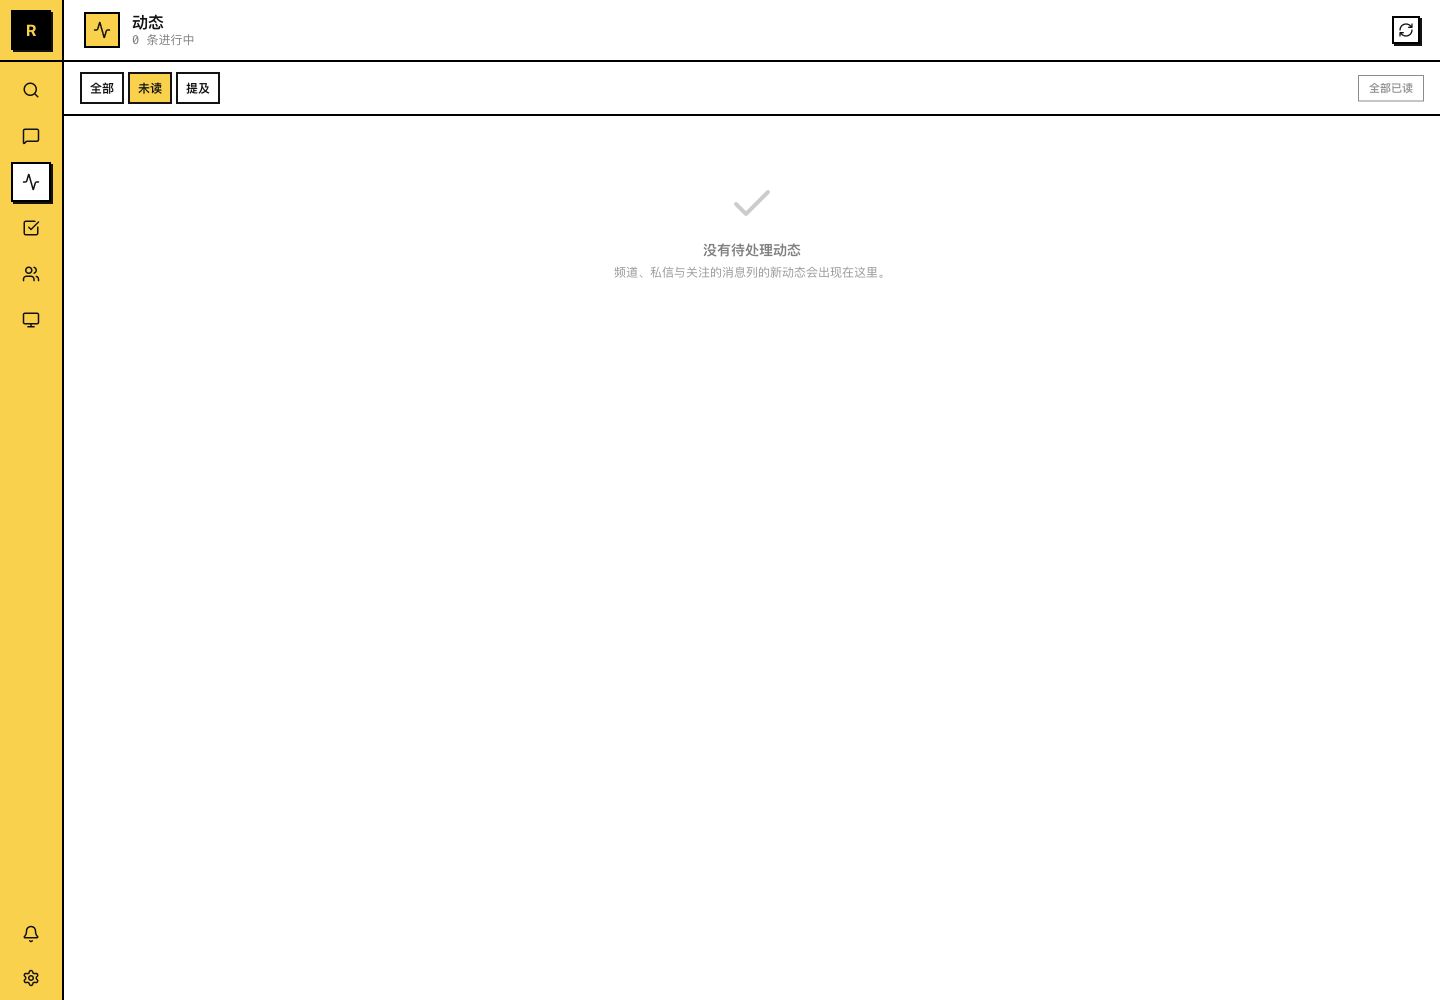 R
动态
0 条进行中
全部 未读 提及 全部已读
没有待处理动态
频道、私信与关注的消息列的新动态会出现在这里。